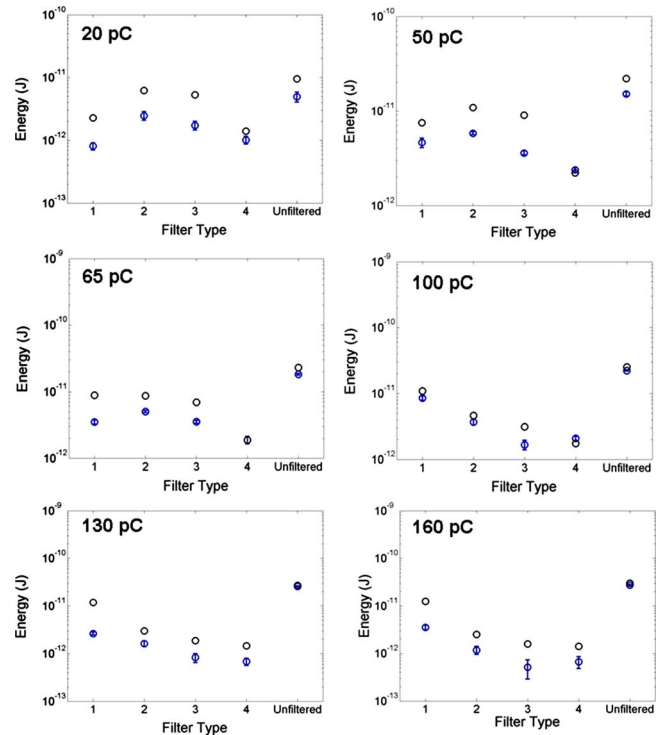 20 pC
Energy (J)
10^-10
10^-11
10^-12
10^-13
1 2 3 4 Unfiltered
Filter Type
50 pC
Energy (J)
10^-10
10^-11
10^-12
1 2 3 4 Unfiltered
Filter Type
65 pC
Energy (J)
10^-9
10^-10
10^-11
10^-12
1 2 3 4 Unfiltered
Filter Type
100 pC
Energy (J)
10^-9
10^-10
10^-11
10^-12
1 2 3 4 Unfiltered
Filter Type
130 pC
Energy (J)
10^-9
10^-10
10^-11
10^-12
10^-13
1 2 3 4 Unfiltered
Filter Type
160 pC
Energy (J)
10^-9
10^-10
10^-11
10^-12
10^-13
1 2 3 4 Unfiltered
Filter Type